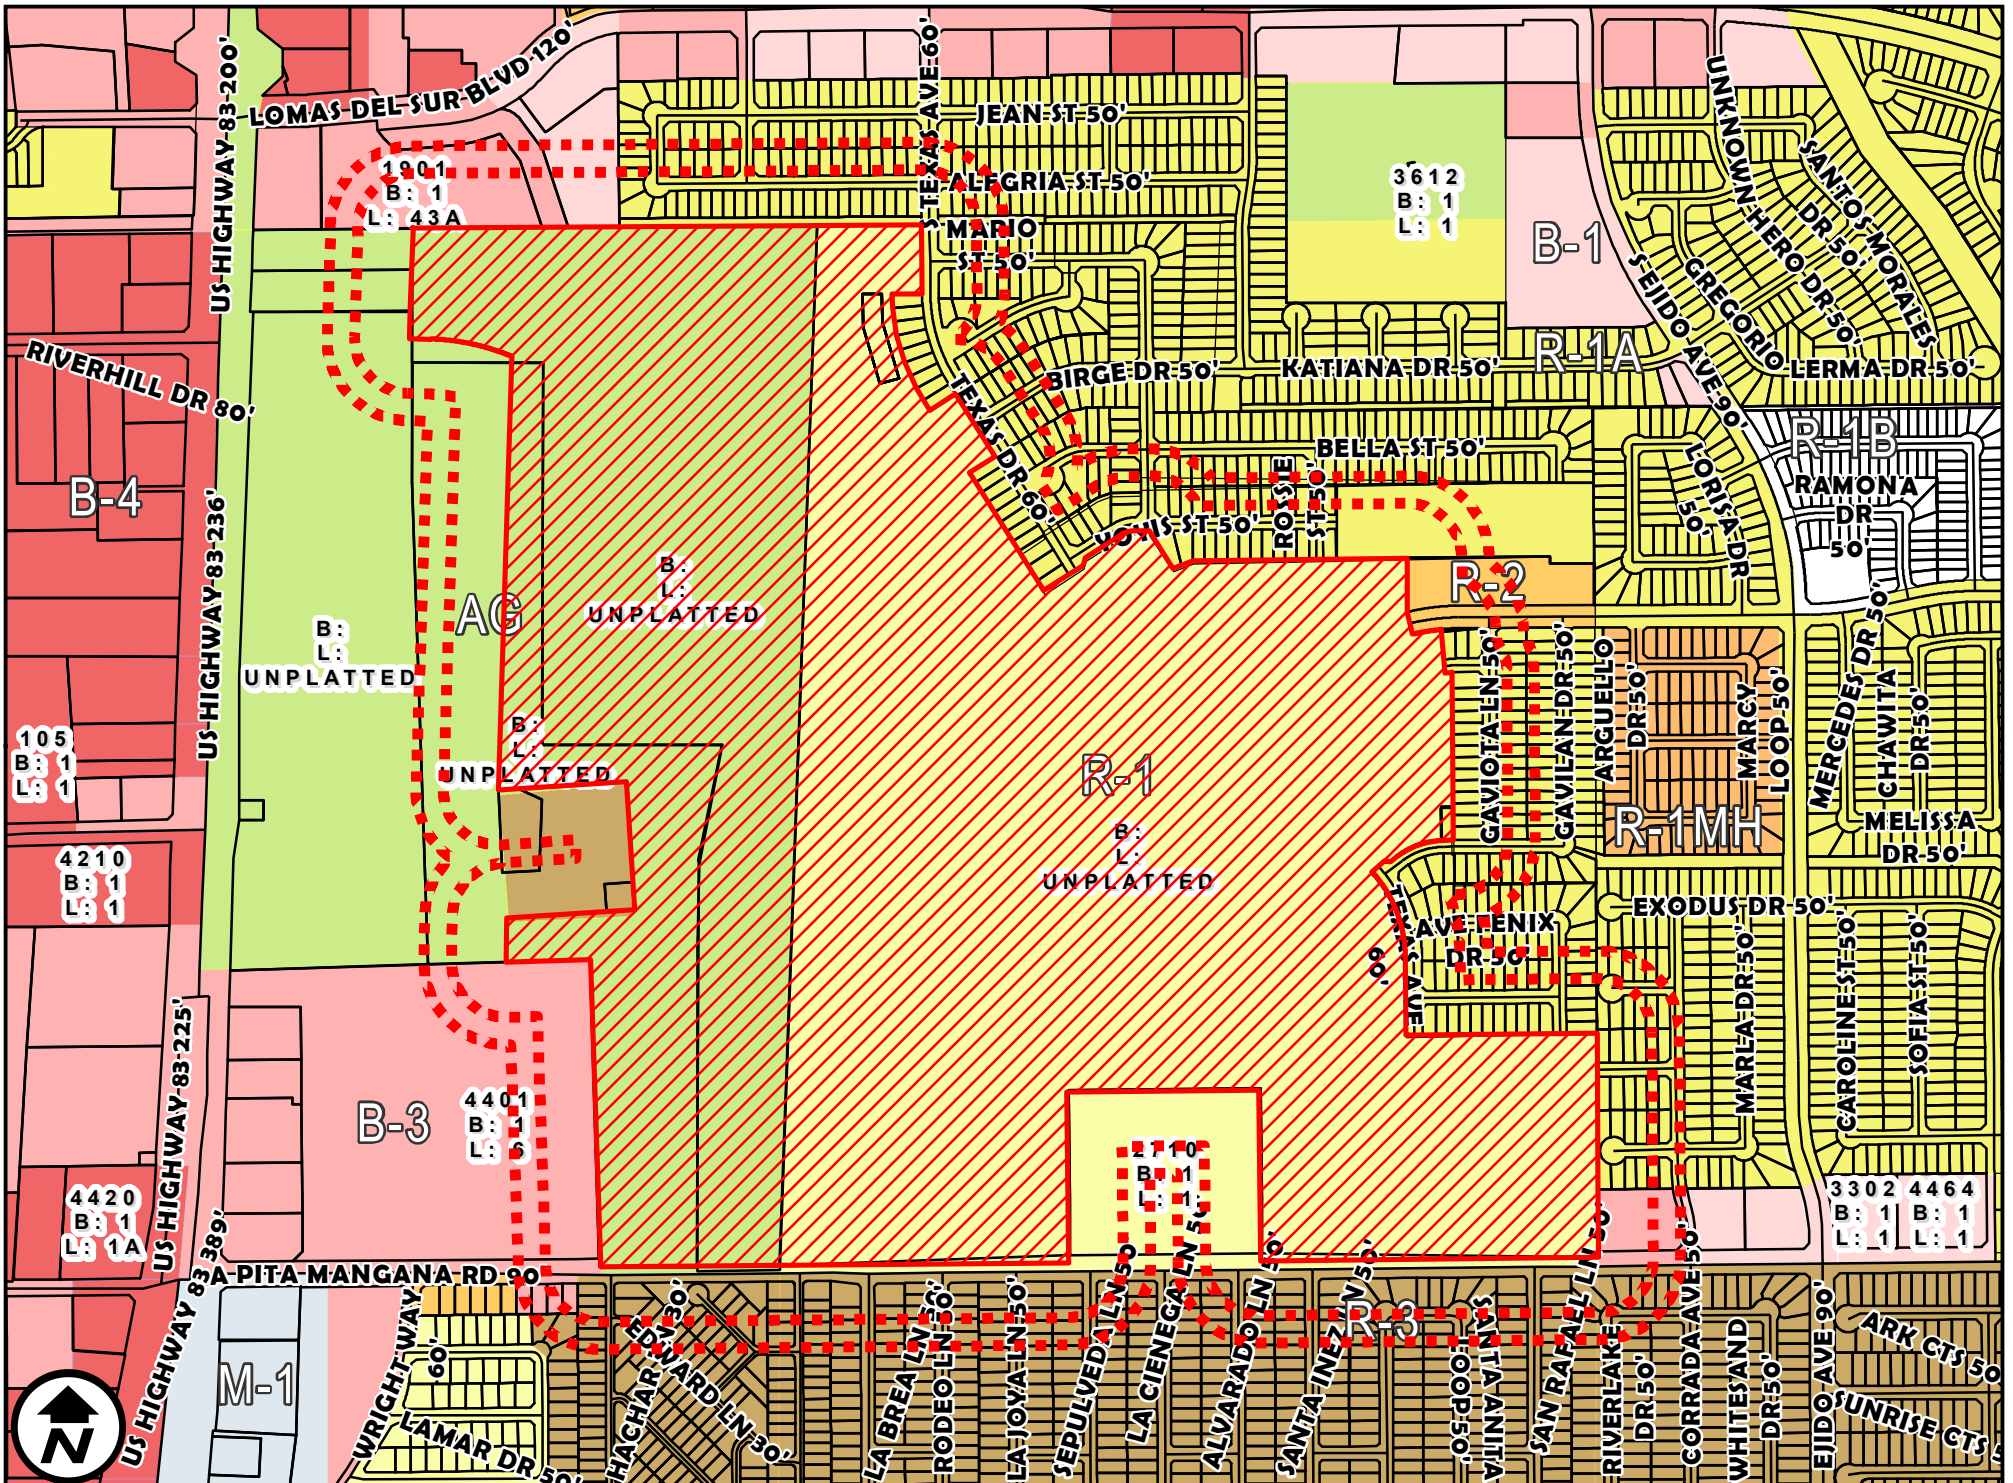 LOMAS DEL SUR BLVD 120'
US HIGHWAY 83 200'
S TEXAS AVE 60'
JEAN ST 50'
ALEGRIA ST 50'
MARIO
ST 50'
1901
B: 1
L: 43A
3612
B: 1
L: 1
B-1
UNKNOWN HERO DR 50'
SANTOS MORALES
DR 50'
GREGORIO
LERMA DR 50'
S EJIDO AVE 90'
R-1A
KATIANA DR 50'
BIRGE DR 50'
TEXAS DR 60'
BELLA ST 50'
ROSSIE
ST 50'
RIVERHILL DR 80'
B-4
US HIGHWAY 83 236'
AG
B:
L:
UNPLATTED
B:
L:
UNPLATTED
B:
L:
UNPLATTED
R-1
B:
L:
UNPLATTED
R-2
R-1B
RAMONA
DR
50'
LORISA DR
50'
GAVIOTA LN 50'
GAVILAN DR 50'
ARGUELLO
DR 50'
MARCY
LOOP 50'
MERCEDES DR 50'
CHAWITA
DR 50'
R-1MH
MELISSA
DR 50'
EXODUS DR 50'
AVE FENIX
DR 50'
TEXAS AVE
60'
MARLA DR 50'
CAROLINE ST 50'
SOFIA ST 50'
105
B: 1
L: 1
4210
B: 1
L: 1
US HIGHWAY 83 225'
B-3
4401
B: 1
L: 6
4420
B: 1
L: 1A
2710
B: 1
L: 1
3302
B: 1
L: 1
4464
B: 1
L: 1
US HIGHWAY 83 389'
A PITA MANGANA RD 90'
M-1
WRIGHT WAY
60'
LAMAR DR 50'
EDWARD LN 30'
LA BREA LN 50'
RODEO LN 50'
LA JOYA LN 50'
SEPULVEDA LN 50'
LA CIENEGA LN 50'
ALVARADO LN 50'
SANTA INEZ LN 50'
R-3
SANTA ANITA
LOOP 50'
SAN RAFAEL LN 50'
RIVERLAKE
DR 50'
CORRADA AVE 50'
WHITESAND
DR 50'
EJIDO AVE 90'
ARK CTS 50'
SUNRISE CTS
N